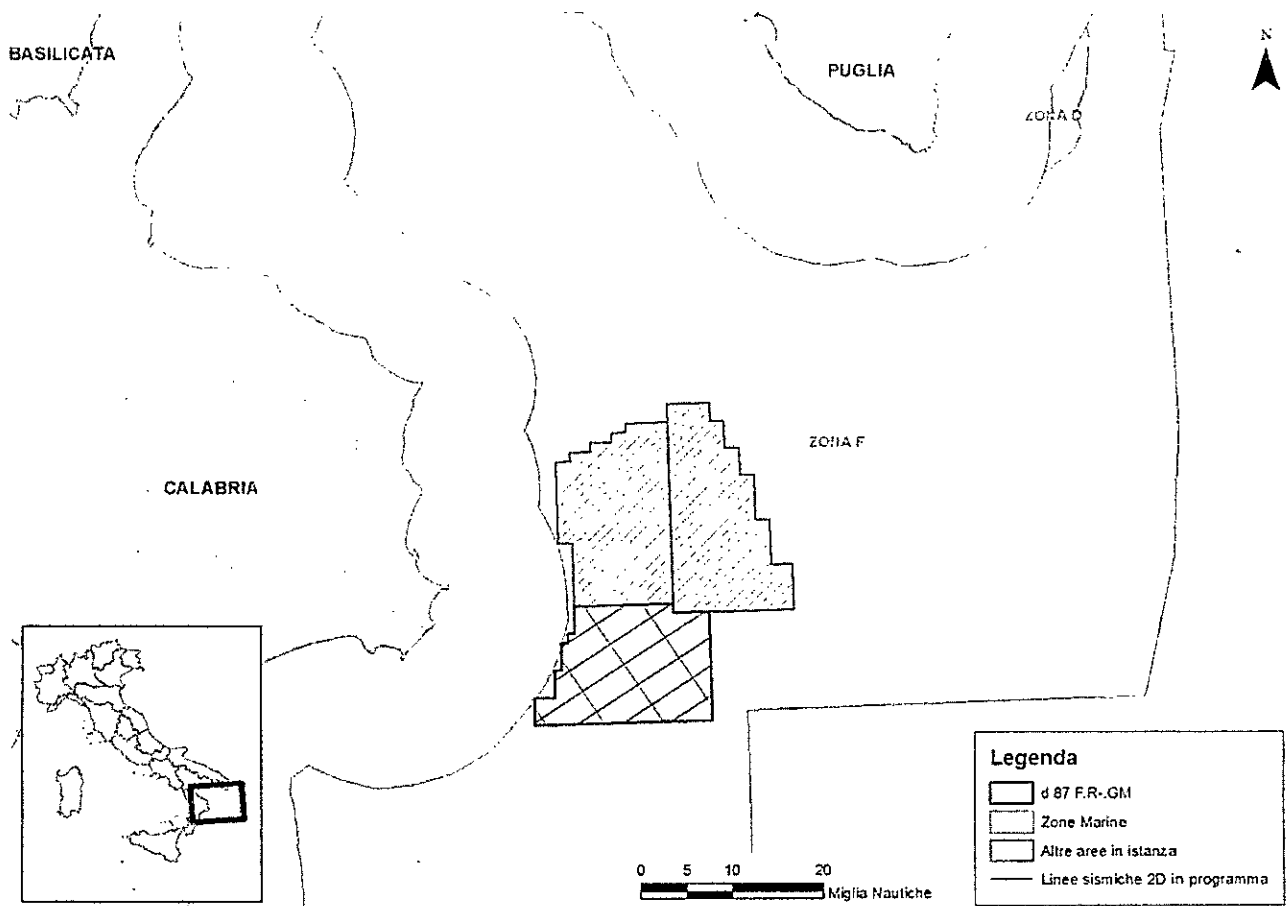 BASILICATA
PUGLIA
N
ZONA D
ZONA F
CALABRIA
Legenda
d 87 F.R-.GM
Zone Marine
Altre aree in istanza
Linee sismiche 2D in programma
0 5 10 20
Miglia Nautiche